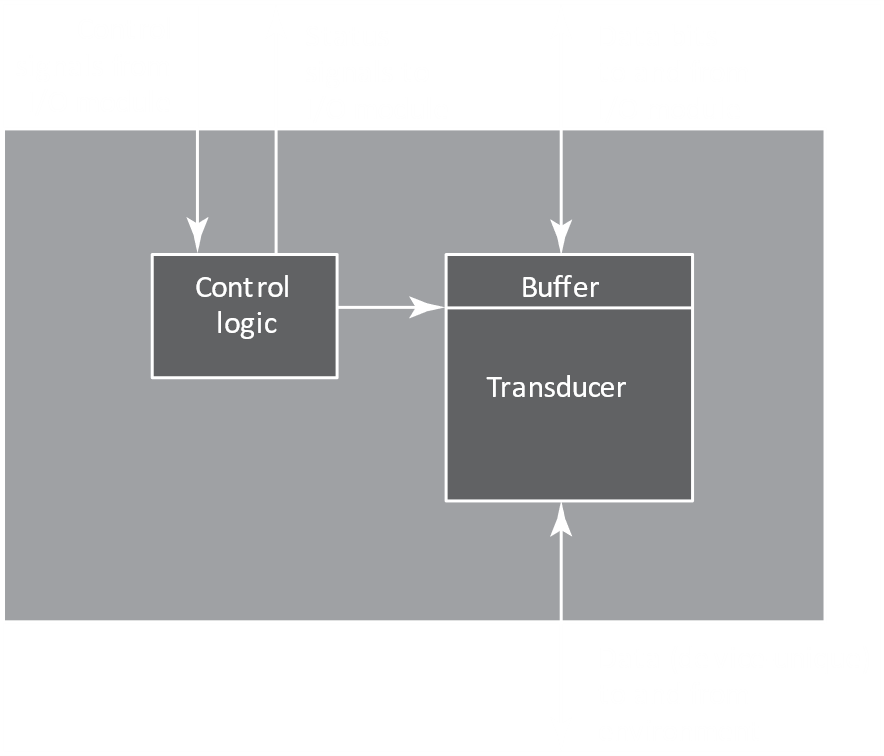 Control
logic
Buffer
Transducer